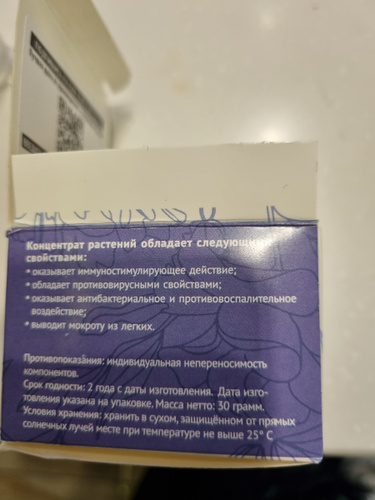 Концентрат растений обладает следующими
свойствами:
• оказывает иммуностимулирующее действие;
• обладает противовирусными свойствами;
• оказывает антибактериальное и противовоспалительное
воздействие;
• выводит мокроту из легких.
Противопоказания: индивидуальная непереносимость
компонентов.
Срок годности: 2 года с даты изготовления. Дата изго-
товления указана на упаковке. Масса нетто: 30 грамм.
Условия хранения: хранить в сухом, защищённом от прямых
солнечных лучей месте при температуре не выше 25° С